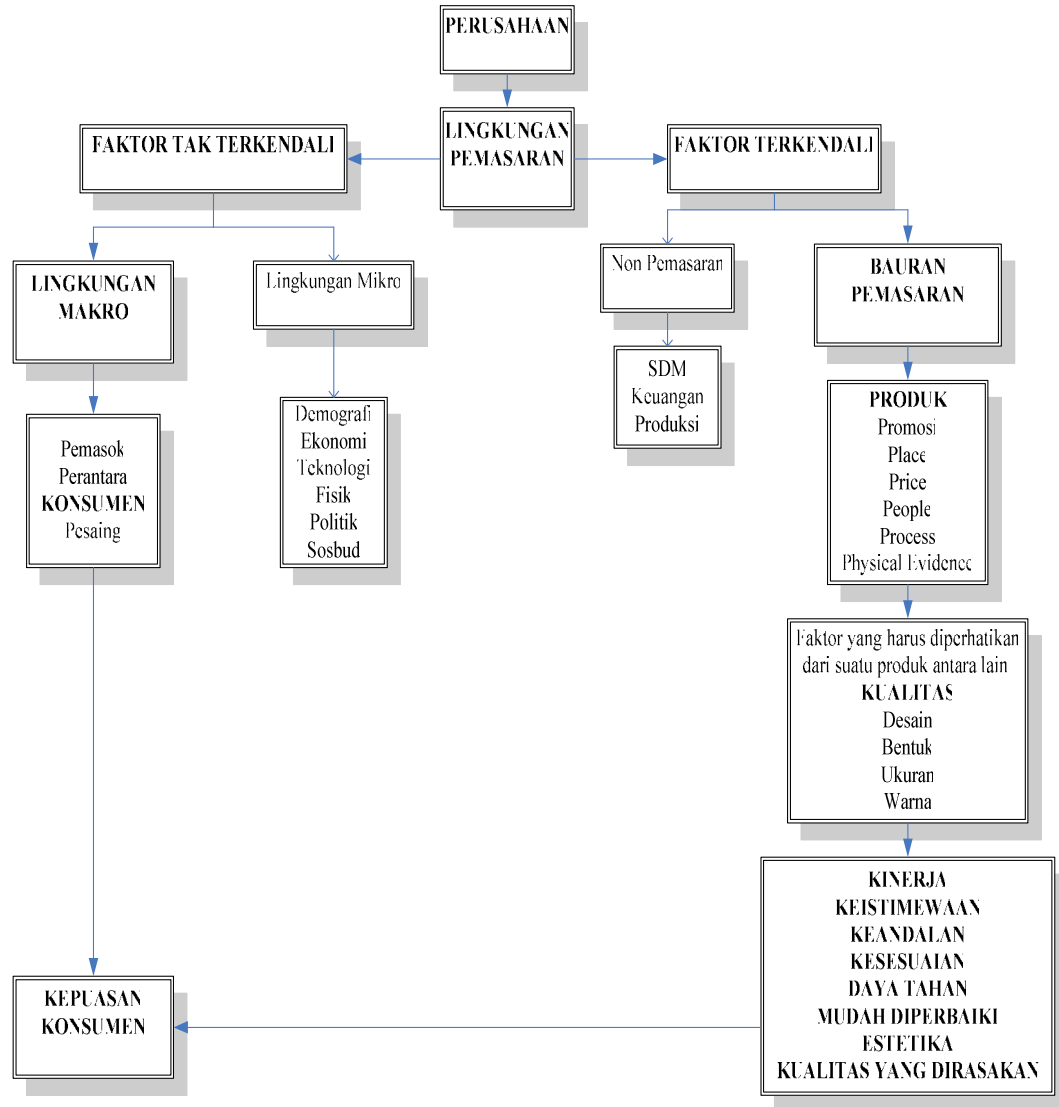 PERUSAHAAN
LINGKUNGAN
PEMASARAN
FAKTOR TAK TERKENDALI
FAKTOR TERKENDALI
LINGKUNGAN
MAKRO
Lingkungan Mikro
Non Pemasaran
BAURAN
PEMASARAN
Pemasok
Perantara
KONSUMEN
Pesaing
Demografi
Ekonomi
Teknologi
Fisik
Politik
Sosbud
SDM
Keuangan
Produksi
PRODUK
Promosi
Place
Price
People
Process
Physical Evidence
Faktor yang harus diperhatikan
dari suatu produk antara lain
KUALITAS
Desain
Bentuk
Ukuran
Warna
KINERJA
KEISTIMEWAAN
KEANDALAN
KESESUAIAN
DAYA TAHAN
MUDAH DIPERBAIKI
ESTETIKA
KUALITAS YANG DIRASAKAN
KEPUASAN
KONSUMEN